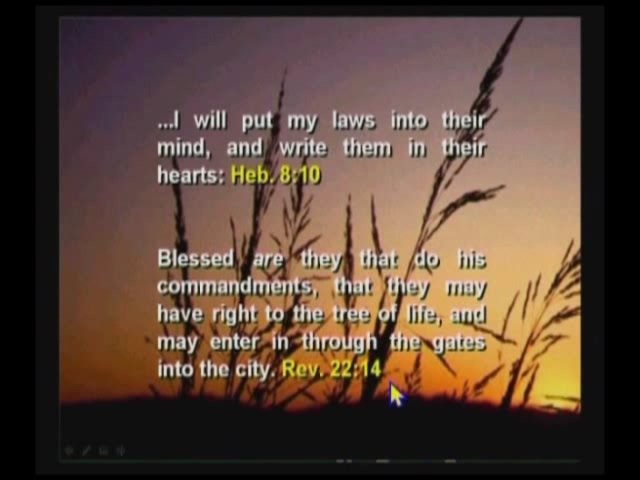 ...I will put my laws into their
mind, and write them in their
hearts: Heb. 8:10
Blessed are they that do his
commandments, that they may
have right to the tree of life, and
may enter in through the gates
into the city. Rev. 22:14